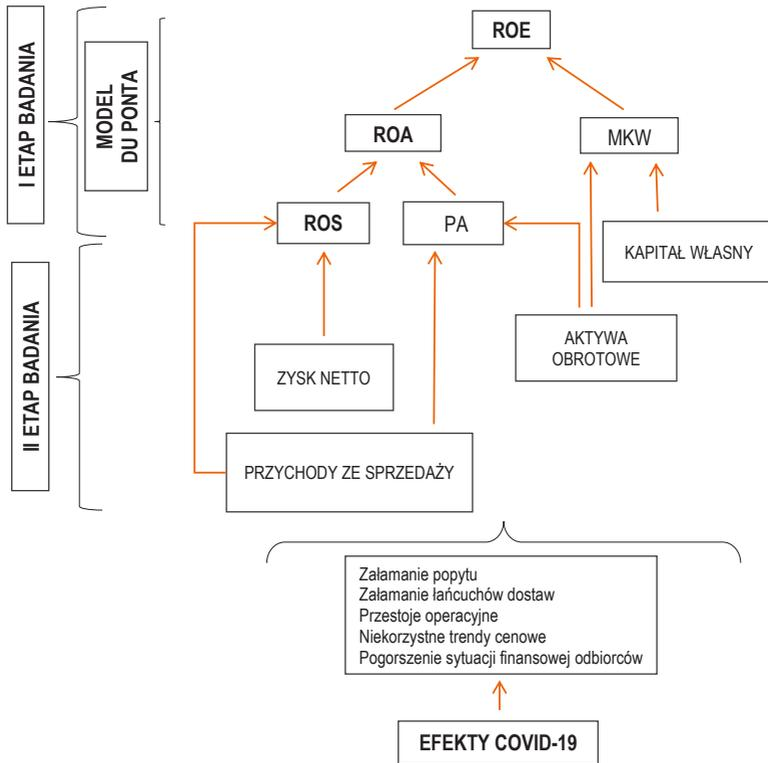 I ETAP BADANIA
MODEL
DU PONTA
ROE
ROA
MKW
ROS
PA
KAPITAŁ WŁASNY
II ETAP BADANIA
ZYSK NETTO
AKTYWA
OBROTOWE
PRZYCHODY ZE SPRZEDAŻY
Załamanie popytu
Załamanie łańcuchów dostaw
Przestoje operacyjne
Niekorzystne trendy cenowe
Pogorszenie sytuacji finansowej odbiorców
EFEKTY COVID-19